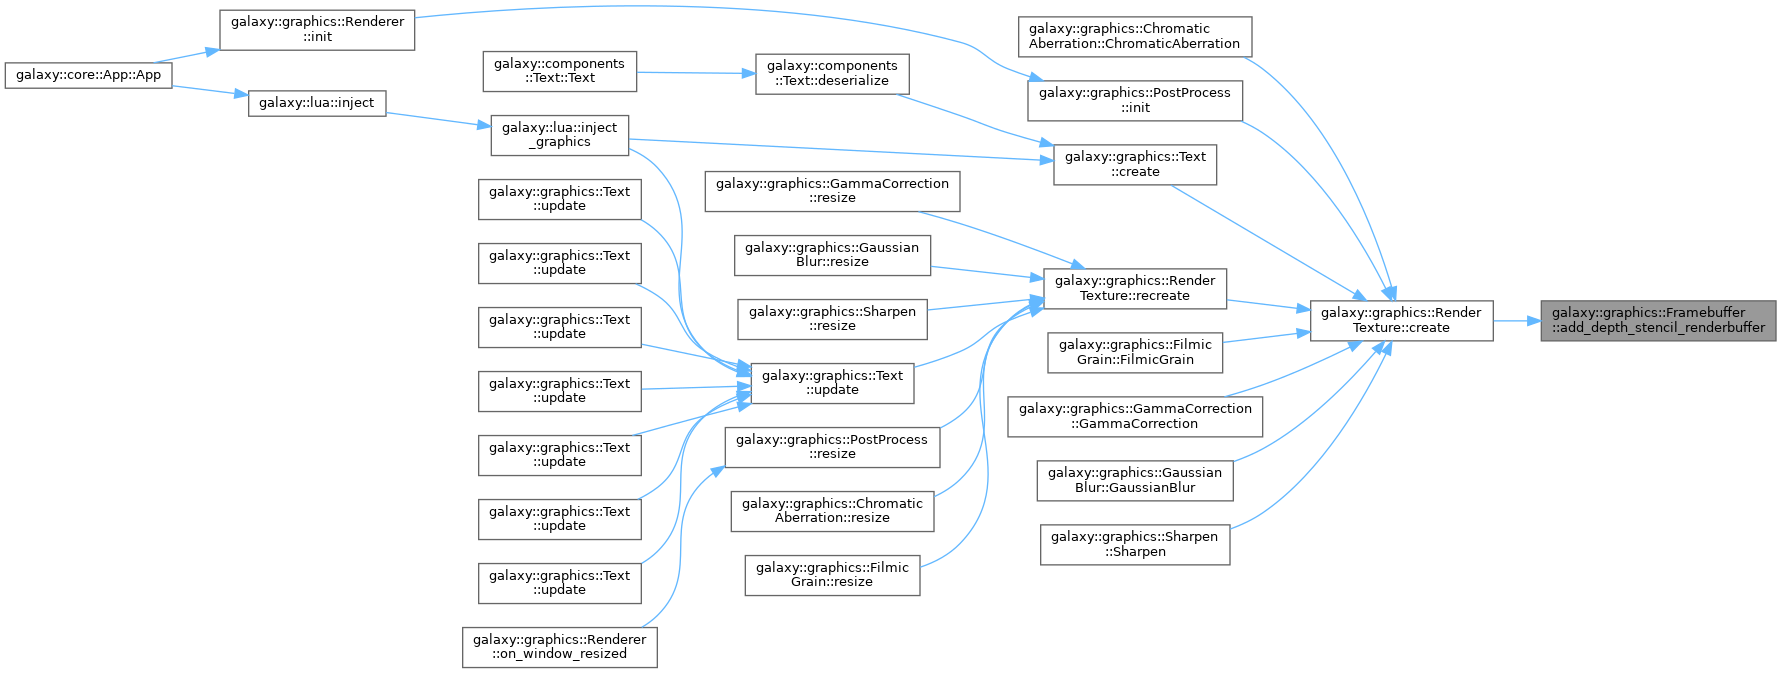 galaxy::core::App::App
galaxy::graphics::Renderer
::init
galaxy::lua::inject
galaxy::components
::Text::Text
galaxy::lua::inject
_graphics
galaxy::graphics::Text
::update
galaxy::graphics::Text
::update
galaxy::graphics::Text
::update
galaxy::graphics::Text
::update
galaxy::graphics::Text
::update
galaxy::graphics::Text
::update
galaxy::graphics::Text
::update
galaxy::graphics::Renderer
::on_window_resized
galaxy::components
::Text::deserialize
galaxy::graphics::GammaCorrection
::resize
galaxy::graphics::Gaussian
Blur::resize
galaxy::graphics::Sharpen
::resize
galaxy::graphics::Text
::update
galaxy::graphics::PostProcess
::resize
galaxy::graphics::Chromatic
Aberration::resize
galaxy::graphics::Filmic
Grain::resize
galaxy::graphics::Chromatic
Aberration::ChromaticAberration
galaxy::graphics::PostProcess
::init
galaxy::graphics::Text
::create
galaxy::graphics::Render
Texture::recreate
galaxy::graphics::Filmic
Grain::FilmicGrain
galaxy::graphics::GammaCorrection
::GammaCorrection
galaxy::graphics::Gaussian
Blur::GaussianBlur
galaxy::graphics::Sharpen
::Sharpen
galaxy::graphics::Render
Texture::create
galaxy::graphics::Framebuffer
::add_depth_stencil_renderbuffer